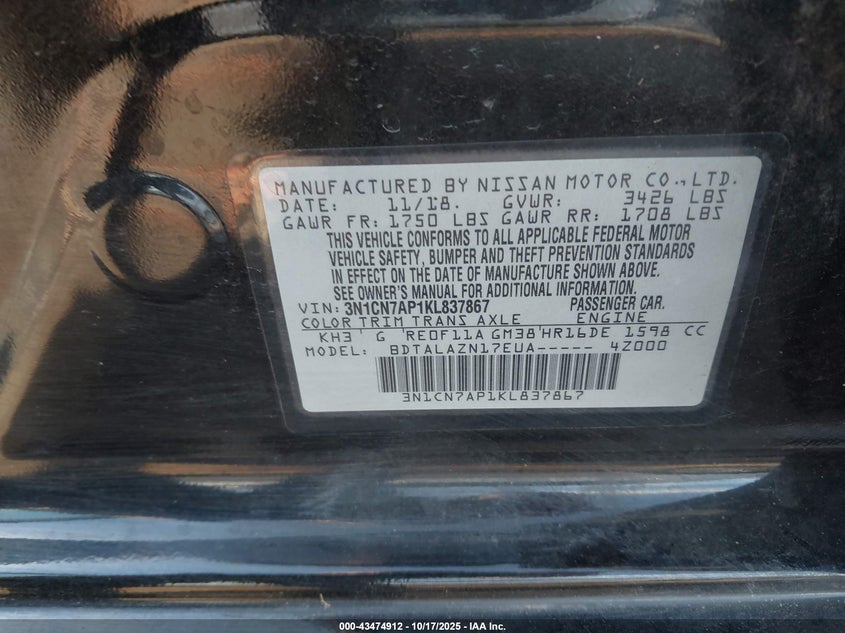 MANUFACTURED BY NISSAN MOTOR CO.,LTD.
DATE: 11/18. GVWR: 3426 LBS
GAWR FR: 1750 LBS GAWR RR: 1708 LBS
THIS VEHICLE CONFORMS TO ALL APPLICABLE FEDERAL MOTOR
VEHICLE SAFETY, BUMPER AND THEFT PREVENTION STANDARDS
IN EFFECT ON THE DATE OF MANUFACTURE SHOWN ABOVE.
SEE OWNER'S MANUAL FOR ADDITIONAL INFORMATION.
VIN: 3N1CN7AP1KL837867 PASSENGER CAR.
COLOR TRIM TRANS AXLE ENGINE
KH3 G 'RE0F11A GM38'HR16DE 1598 CC
MODEL: BDTALAZN17EUA----- 4Z000
3N1CN7AP1KL837867
000-43474912 - 10/17/2025 - IAA Inc.